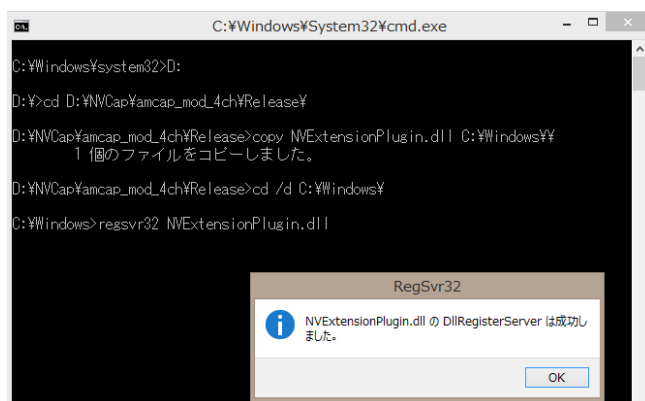 C:¥Windows¥System32¥cmd.exe
C:¥Windows¥system32>D:
D:¥>cd D:¥NVCap¥amcap_mod_4ch¥Release¥
D:¥NVCap¥amcap_mod_4ch¥Release>copy NVExtensionPlugin.dll C:¥Windows¥¥
1 個のファイルをコピーしました。
D:¥NVCap¥amcap_mod_4ch¥Release>cd /d C:¥Windows¥
C:¥Windows>regsvr32 NVExtensionPlugin.dll
RegSvr32
NVExtensionPlugin.dll の DllRegisterServer は成功し
ました。
OK